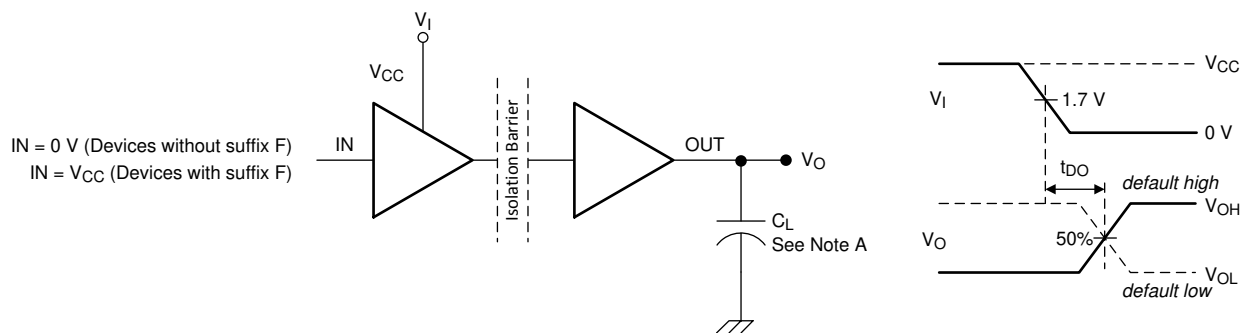 V_I
V_CC
IN = 0 V (Devices without suffix F)
IN = V_CC (Devices with suffix F)
IN
Isolation Barrier
OUT
V_O
C_L
See Note A
V_I
V_CC
1.7 V
0 V
t_DO
default high
V_OH
V_O
50%
V_OL
default low